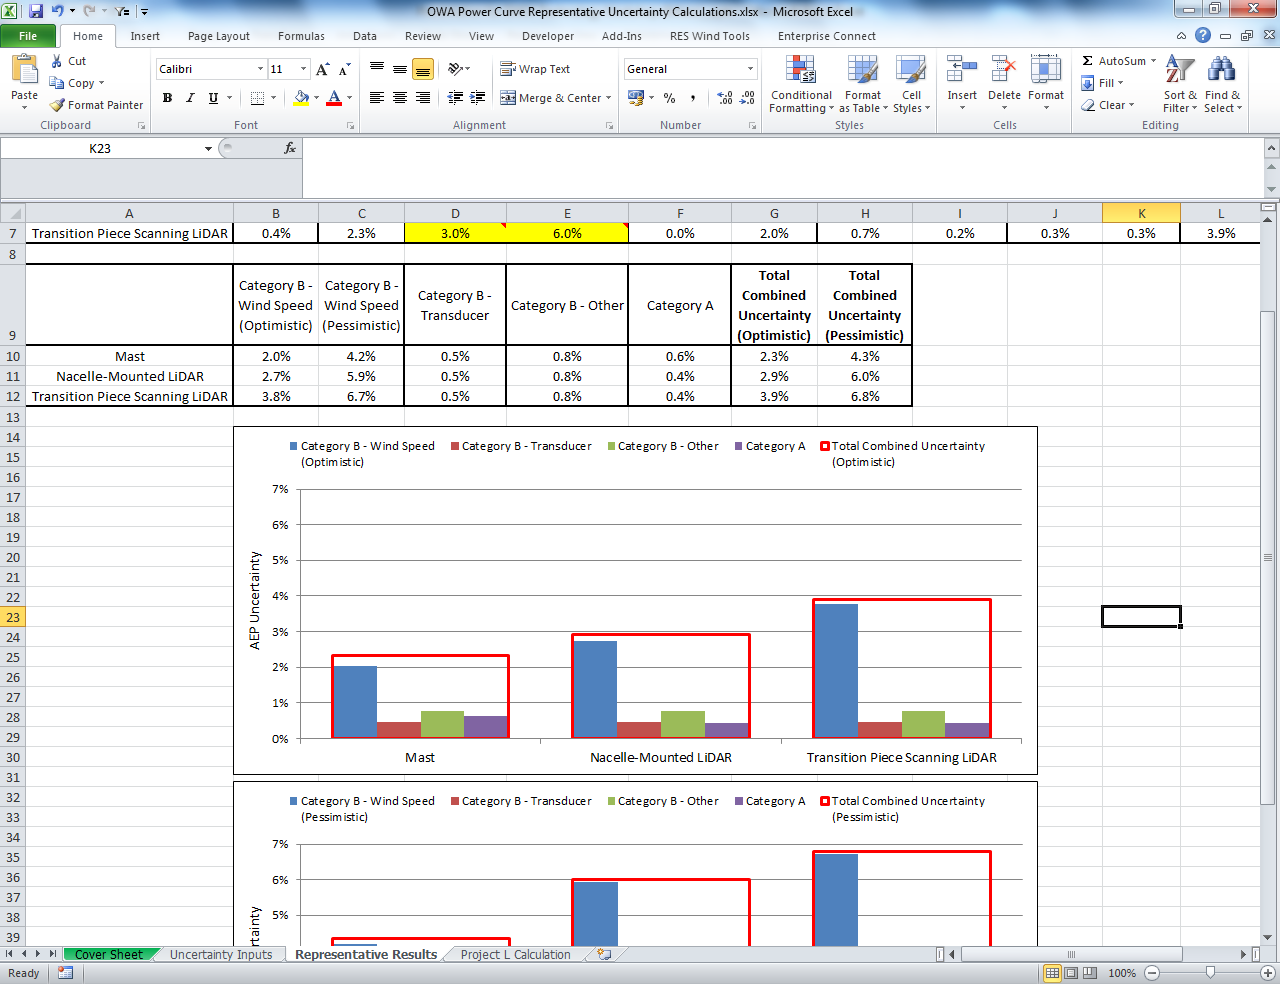 OWA Power Curve Representative Uncertainty Calculations.xlsx - Microsoft Excel
File Home Insert Page Layout Formulas Data Review View Developer Add-Ins RES Wind Tools Enterprise Connect
Paste
Cut
Copy
Format Painter
Clipboard
Calibri 11
B I U
Font
Wrap Text
Merge & Center
Alignment
General
% ,
Number
Conditional Formatting
Format as Table
Cell Styles
Styles
Insert Delete Format
Cells
Σ AutoSum
Fill
Clear
Sort & Filter
Find & Select
Editing
K23 fx
A B C D E F G H I J K L
7 Transition Piece Scanning LiDAR 0.4% 2.3% 3.0% 6.0% 0.0% 2.0% 0.7% 0.2% 0.3% 0.3% 3.9%
8
9 Category B - Wind Speed (Optimistic) Category B - Wind Speed (Pessimistic) Category B - Transducer Category B - Other Category A Total Combined Uncertainty (Optimistic) Total Combined Uncertainty (Pessimistic)
10 Mast 2.0% 4.2% 0.5% 0.8% 0.6% 2.3% 4.3%
11 Nacelle-Mounted LiDAR 2.7% 5.9% 0.5% 0.8% 0.4% 2.9% 6.0%
12 Transition Piece Scanning LiDAR 3.8% 6.7% 0.5% 0.8% 0.4% 3.9% 6.8%
13
14
15
16
17
18
19
20
21
22
23
24
25
26
27
28
29
30
31
32
33
34
35
36
37
38
39
Category B - Wind Speed (Optimistic) Category B - Transducer Category B - Other Category A Total Combined Uncertainty (Optimistic)
7%
6%
5%
4%
3%
2%
1%
0%
AEP Uncertainty
Mast Nacelle-Mounted LiDAR Transition Piece Scanning LiDAR
Category B - Wind Speed (Pessimistic) Category B - Transducer Category B - Other Category A Total Combined Uncertainty (Pessimistic)
7%
6%
5%
Cover Sheet Uncertainty Inputs Representative Results Project L Calculation
Ready 100%